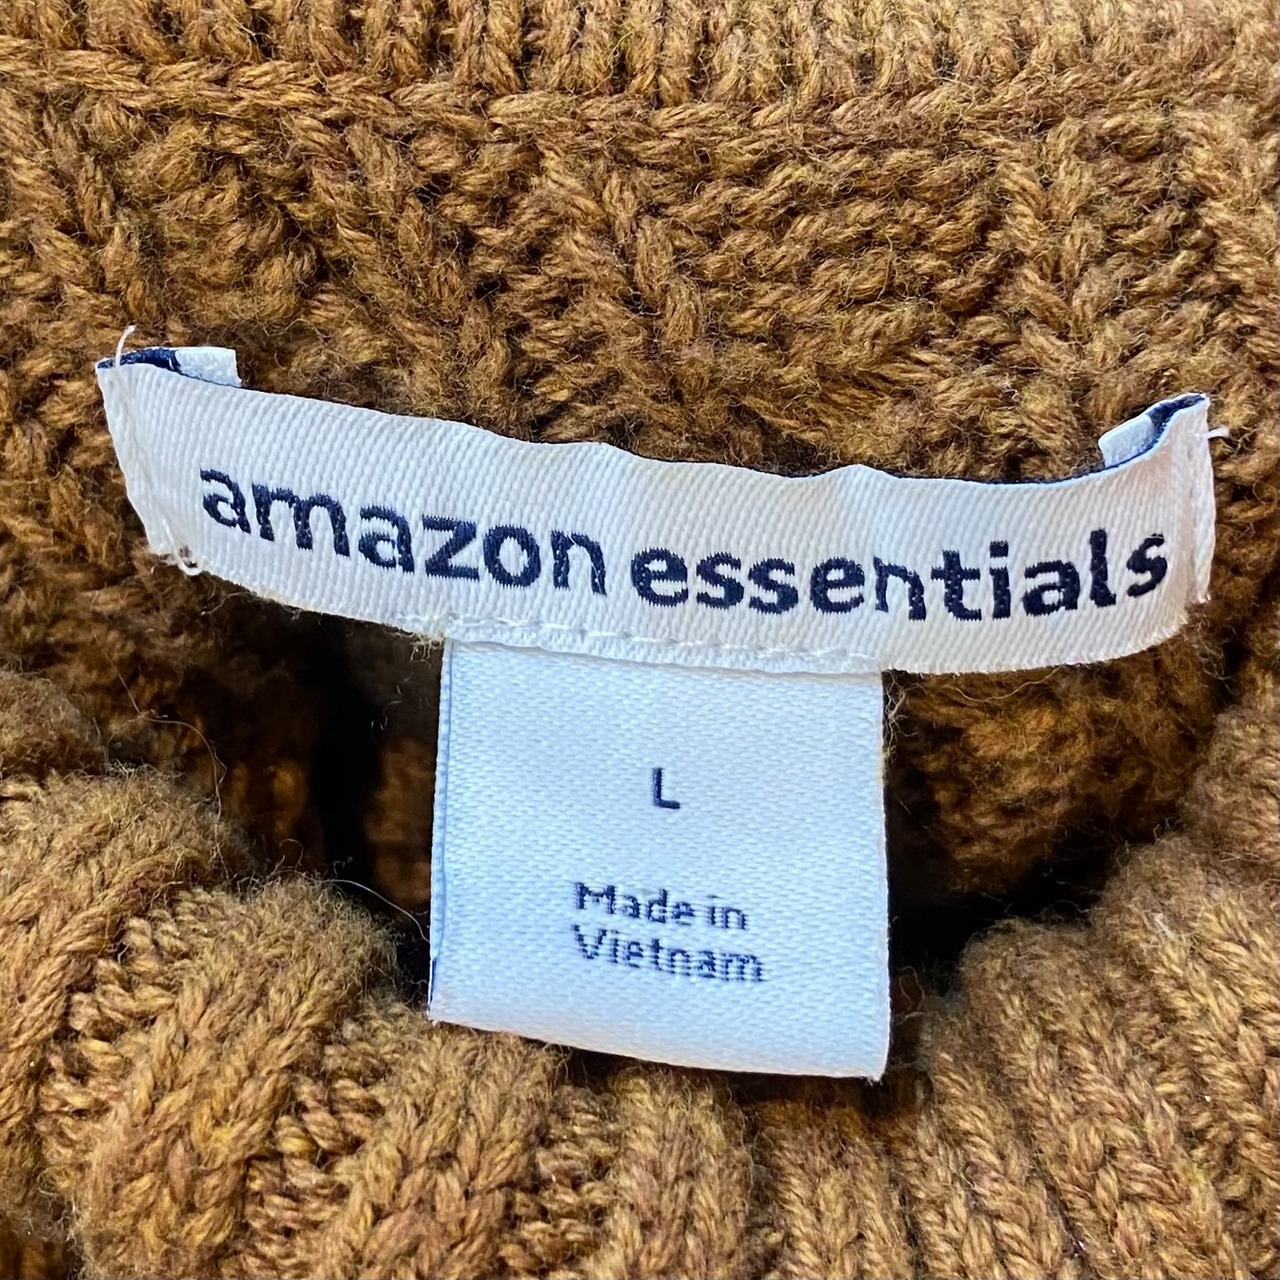 amazon essentials
L
Made in
Vietnam